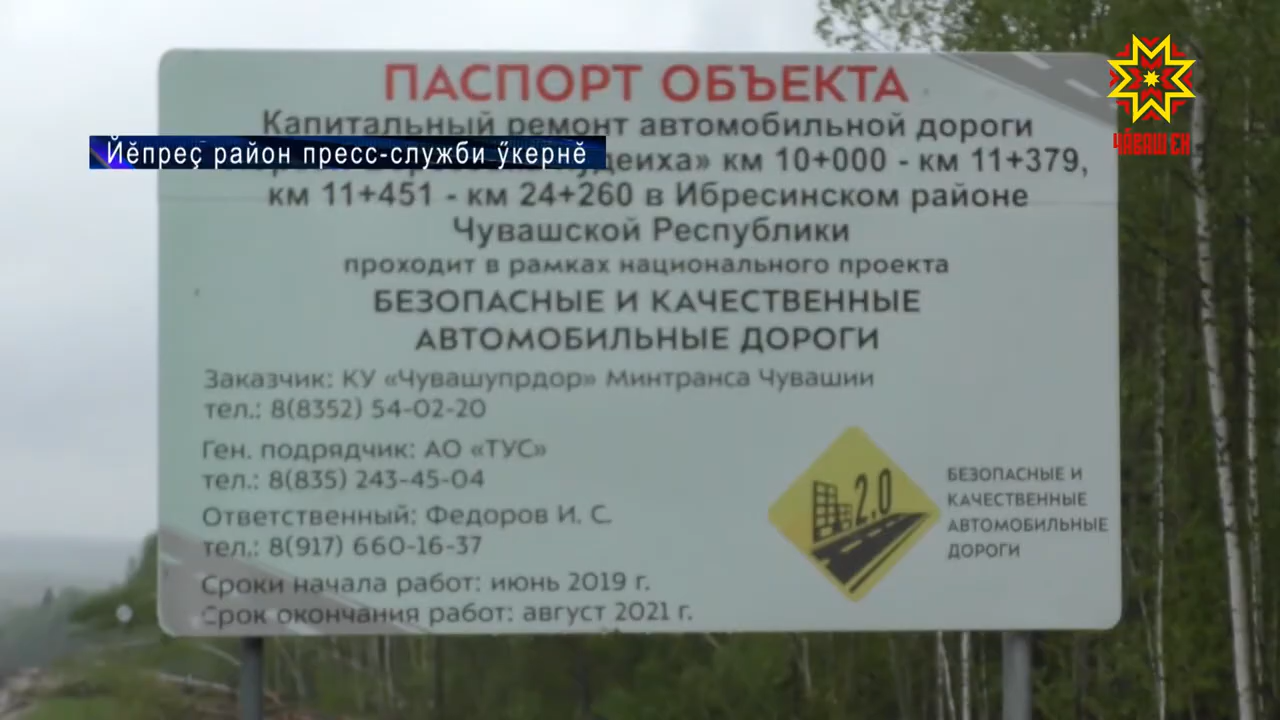 ПАСПОРТ ОБЪЕКТА
Капитальный ремонт автомобильной дороги
Йӗпреҫ район пресс-служби ӳкернӗ
км 10+000 - км 11+379,
км 11+451 - км 24+260 в Ибресинском районе
Чувашской Республики
проходит в рамках национального проекта
БЕЗОПАСНЫЕ И КАЧЕСТВЕННЫЕ
АВТОМОБИЛЬНЫЕ ДОРОГИ
Заказчик: КУ «Чувашупрдор» Минтранса Чувашии
тел.: 8(8352) 54-02-20
Ген. подрядчик: АО «ТУС»
тел.: 8(835) 243-45-04
Ответственный: Федоров И. С.
тел.: 8(917) 660-16-37
Сроки начала работ: июнь 2019 г.
Срок окончания работ: август 2021 г.
2.0
БЕЗОПАСНЫЕ И
КАЧЕСТВЕННЫЕ
АВТОМОБИЛЬНЫЕ
ДОРОГИ
ЧӐВАШ ЕН